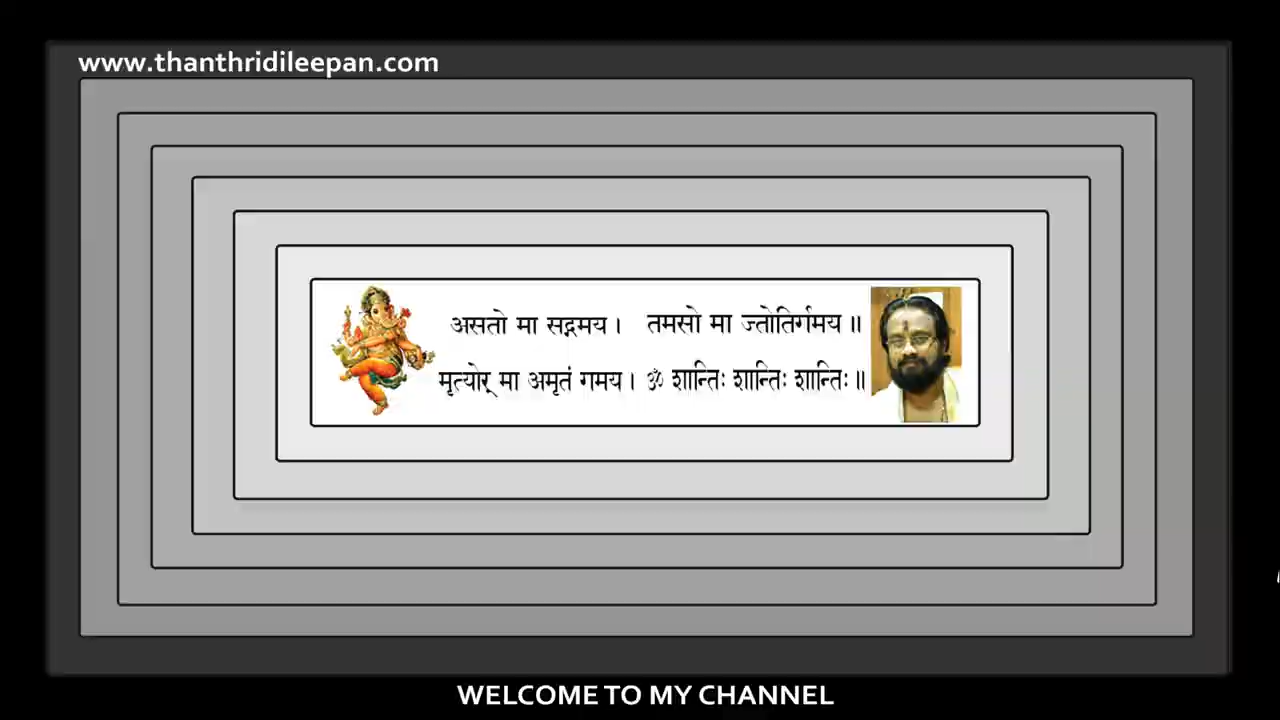 www.thanthridileepan.com
असतो मा सद्गमय। तमसो मा ज्तोतिर्गमय॥
मृत्योर् मा अमृतं गमय। ॐ शान्तिः शान्तिः शान्तिः॥
WELCOME TO MY CHANNEL